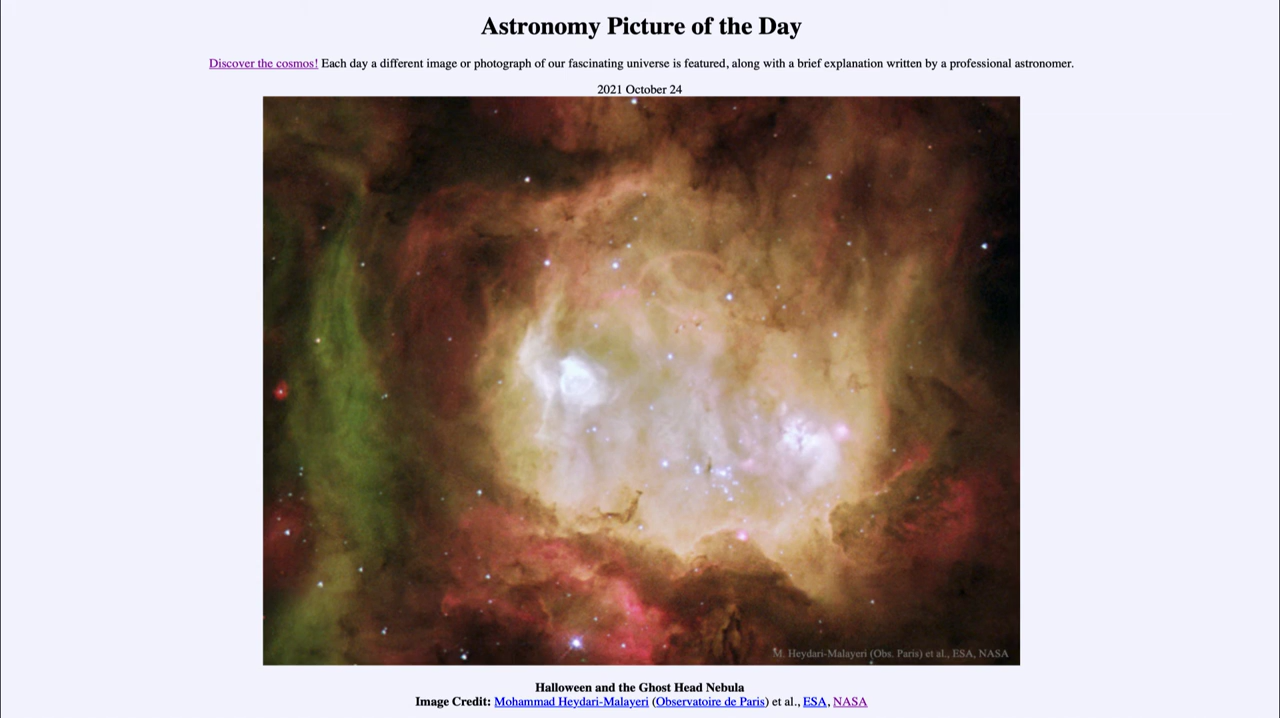 Astronomy Picture of the Day
Discover the cosmos! Each day a different image or photograph of our fascinating universe is featured, along with a brief explanation written by a professional astronomer.
2021 October 24
M. Heydari-Malayeri (Obs. Paris) et al., ESA, NASA
Halloween and the Ghost Head Nebula
Image Credit: Mohammad Heydari-Malayeri (Observatoire de Paris) et al., ESA, NASA